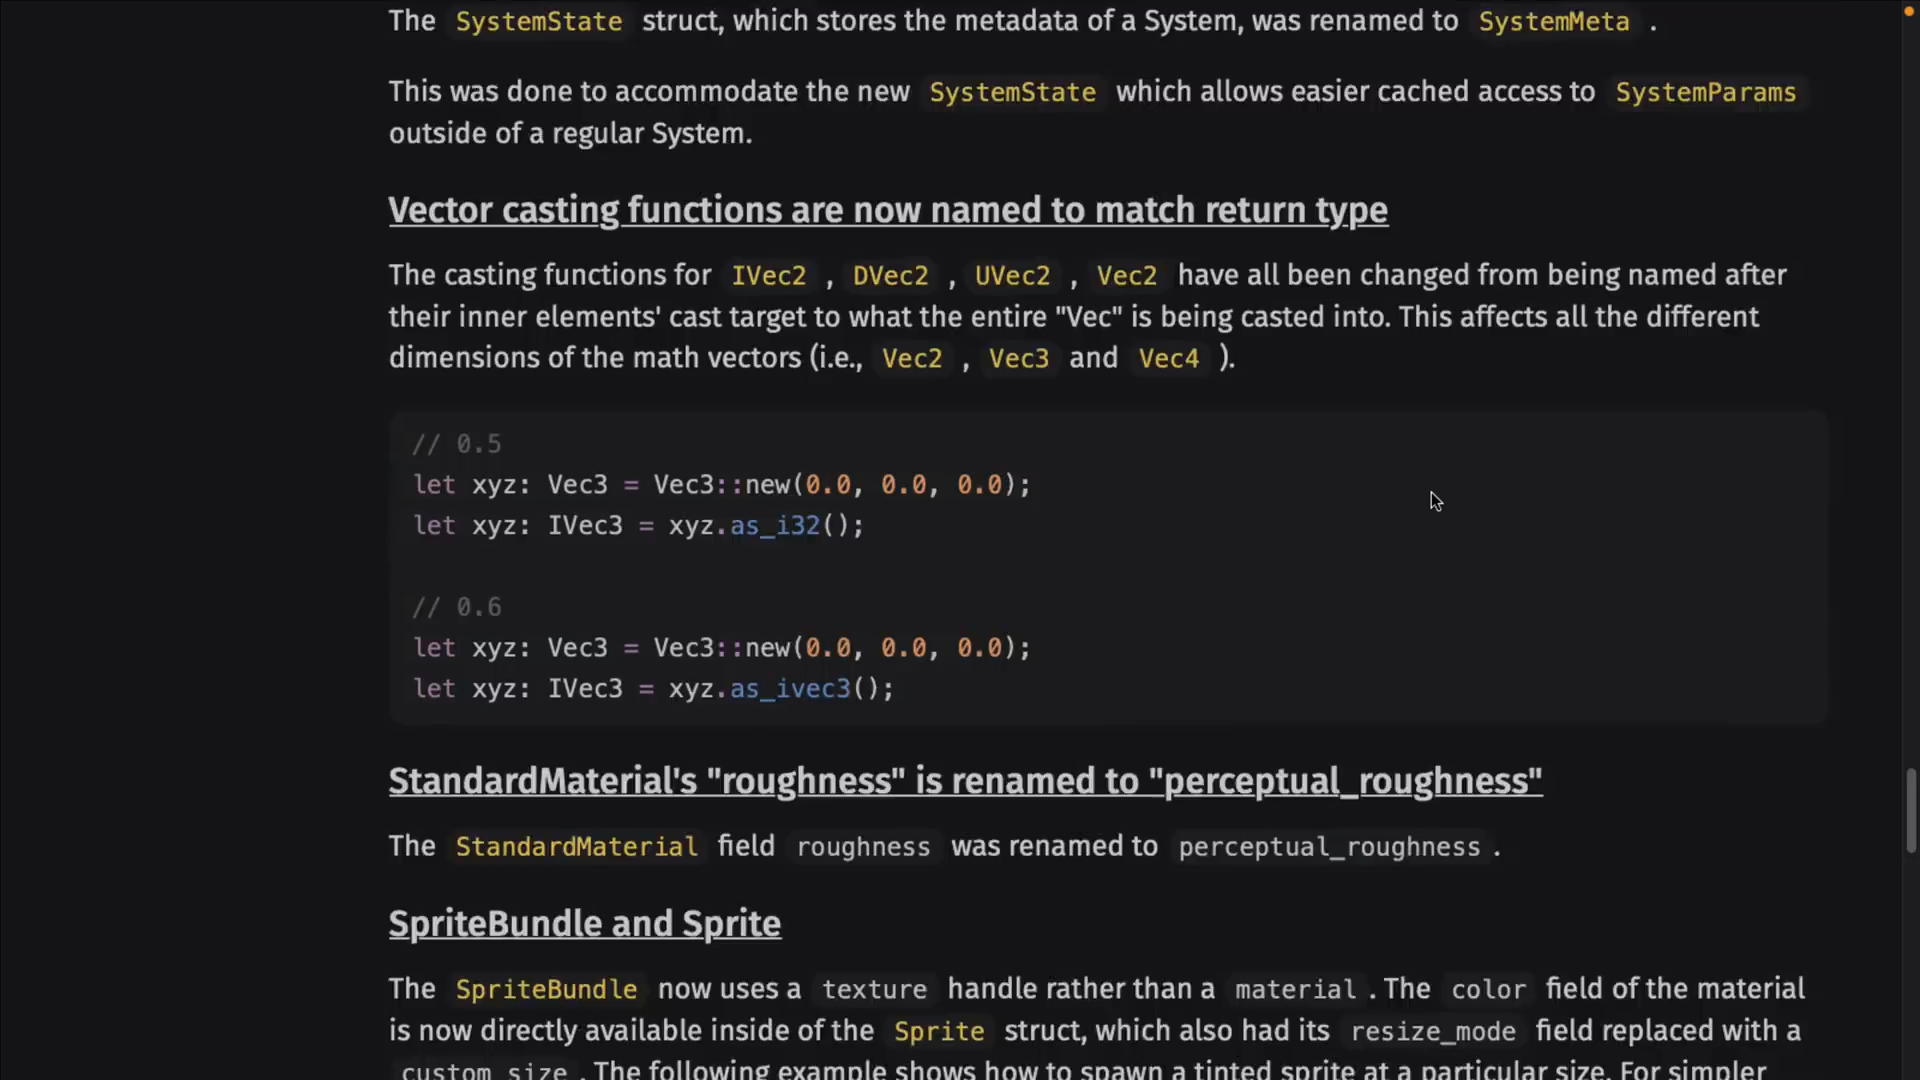 The SystemState struct, which stores the metadata of a System, was renamed to SystemMeta .
This was done to accommodate the new SystemState which allows easier cached access to SystemParams
outside of a regular System.
Vector casting functions are now named to match return type
The casting functions for IVec2 , DVec2 , UVec2 , Vec2 have all been changed from being named after
their inner elements' cast target to what the entire "Vec" is being casted into. This affects all the different
dimensions of the math vectors (i.e., Vec2 , Vec3 and Vec4 ).
// 0.5
let xyz: Vec3 = Vec3::new(0.0, 0.0, 0.0);
let xyz: IVec3 = xyz.as_i32();
// 0.6
let xyz: Vec3 = Vec3::new(0.0, 0.0, 0.0);
let xyz: IVec3 = xyz.as_ivec3();
StandardMaterial's "roughness" is renamed to "perceptual_roughness"
The StandardMaterial field roughness was renamed to perceptual_roughness .
SpriteBundle and Sprite
The SpriteBundle now uses a texture handle rather than a material . The color field of the material
is now directly available inside of the Sprite struct, which also had its resize_mode field replaced with a
custom_size . The following example shows how to spawn a tinted sprite at a particular size. For simpler